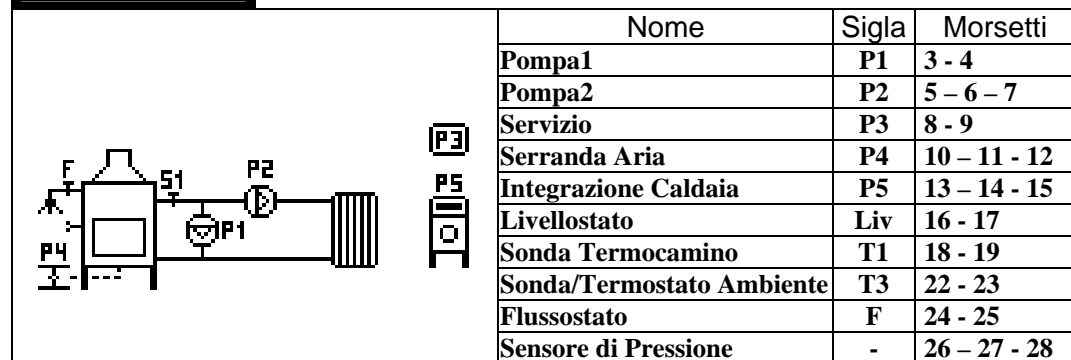 Nome Sigla Morsetti
Pompa1 P1 3 - 4
Pompa2 P2 5 – 6 – 7
Servizio P3 8 - 9
Serranda Aria P4 10 – 11 - 12
Integrazione Caldaia P5 13 – 14 - 15
Livellostato Liv 16 - 17
Sonda Termocamino T1 18 - 19
Sonda/Termostato Ambiente T3 22 - 23
Flussostato F 24 - 25
Sensore di Pressione - 26 – 27 - 28
P3
F
S1
P2
P5
P1
P4